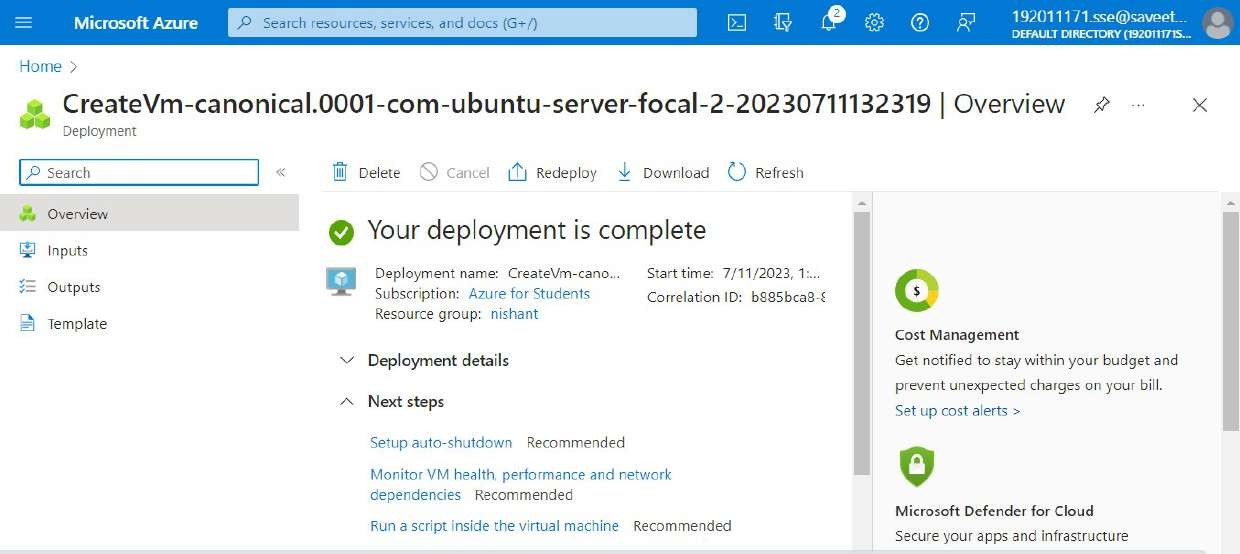 Microsoft Azure
Search resources, services, and docs (G+/)
2
192011171.sse@saveet...
DEFAULT DIRECTORY (192011171S...
Home >
CreateVm-canonical.0001-com-ubuntu-server-focal-2-20230711132319 | Overview
Deployment
Search
«
Delete Cancel Redeploy Download Refresh
Overview
Inputs
Outputs
Template
Your deployment is complete
Deployment name: CreateVm-cano...
Subscription: Azure for Students
Resource group: nishant
Start time: 7/11/2023, 1:...
Correlation ID: b885bca8-8
Deployment details
Next steps
Setup auto-shutdown Recommended
Monitor VM health, performance and network
dependencies Recommended
Run a script inside the virtual machine Recommended
$
Cost Management
Get notified to stay within your budget and
prevent unexpected charges on your bill.
Set up cost alerts >
Microsoft Defender for Cloud
Secure your apps and infrastructure